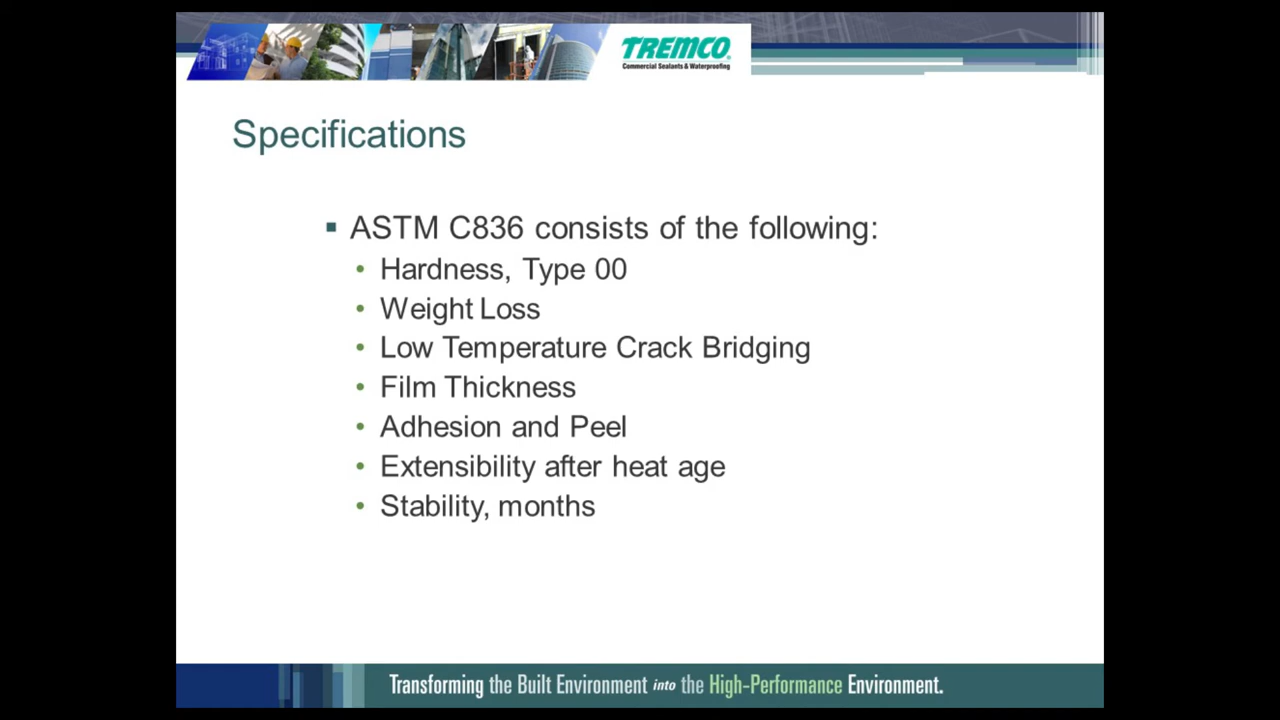 TREMCO®
Commercial Sealants & Waterproofing
Specifications
▪ ASTM C836 consists of the following:
• Hardness, Type 00
• Weight Loss
• Low Temperature Crack Bridging
• Film Thickness
• Adhesion and Peel
• Extensibility after heat age
• Stability, months
Transforming the Built Environment into the High-Performance Environment.